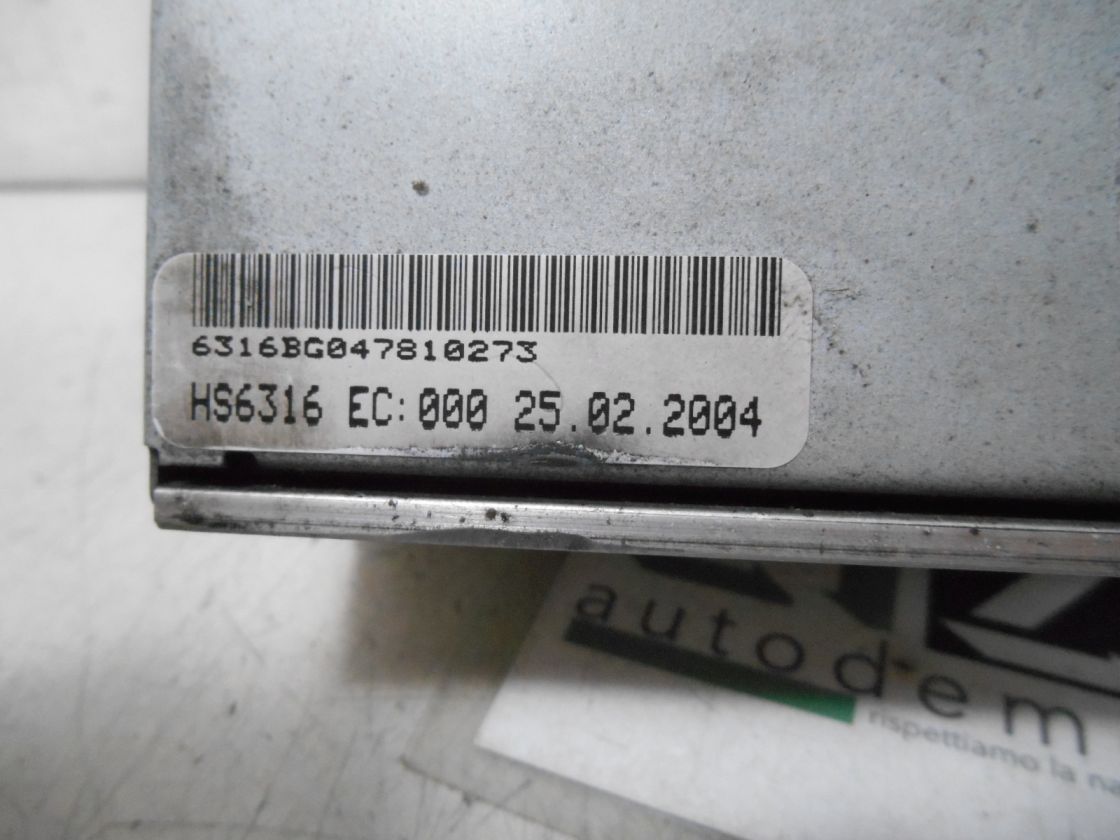 6316BG047810273
HS6316 EC:000 25.02.2004
autodem
rispettiamo la na